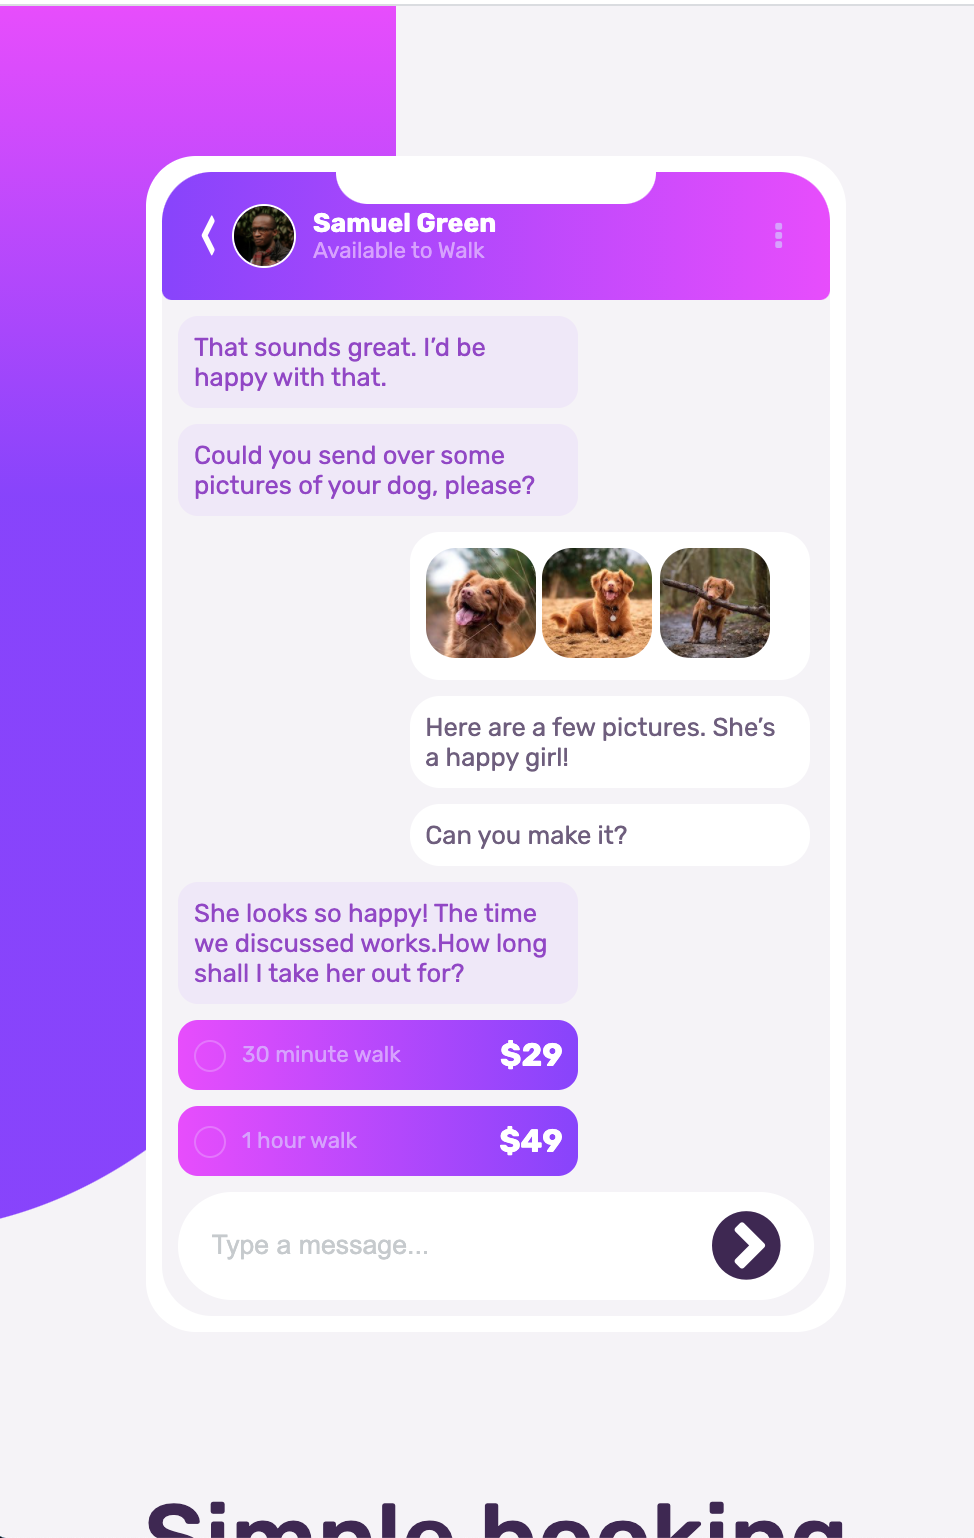 Samuel Green
Available to Walk
That sounds great. I’d be
happy with that.
Could you send over some
pictures of your dog, please?
Here are a few pictures. She’s
a happy girl!
Can you make it?
She looks so happy! The time
we discussed works.How long
shall I take her out for?
30 minute walk $29
1 hour walk $49
Type a message...
Simple booking